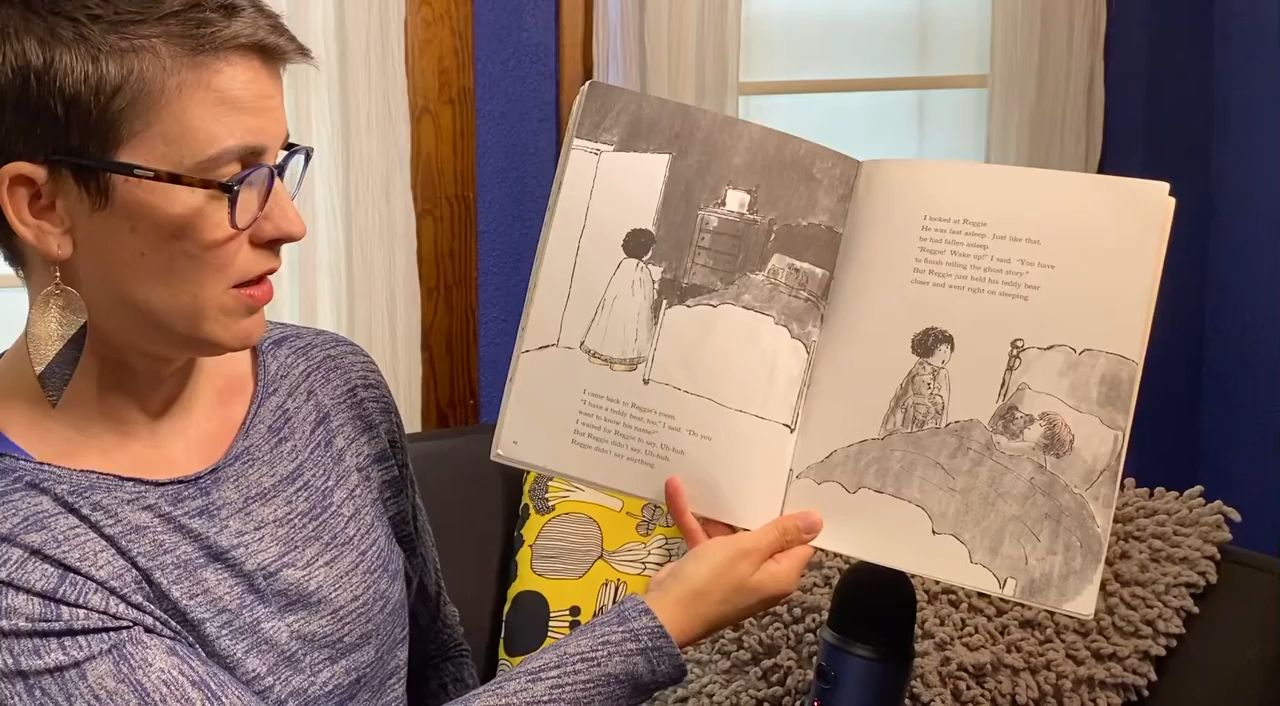 I came back to Reggie's room.
"I have a teddy bear, too," I said. "Do you
want to know his name?"
I waited for Reggie to say, Uh-huh.
But Reggie didn't say, Uh-huh.
Reggie didn't say anything.
I looked at Reggie.
He was fast asleep. Just like that,
he had fallen asleep.
"Reggie! Wake up!" I said. "You have
to finish telling the ghost story."
But Reggie just held his teddy bear
closer and went right on sleeping.